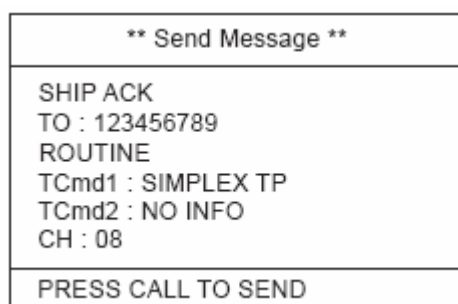 ** Send Message **
SHIP ACK
TO : 123456789
ROUTINE
TCmd1 : SIMPLEX TP
TCmd2 : NO INFO
CH : 08
PRESS CALL TO SEND